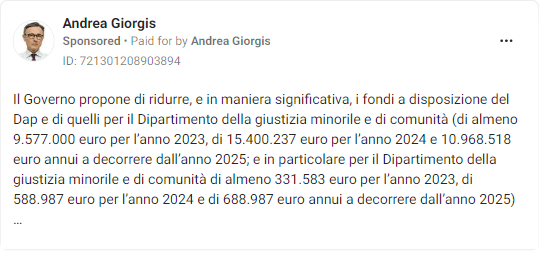 Andrea Giorgis
Sponsored • Paid for by Andrea Giorgis
ID: 721301208903894
Il Governo propone di ridurre, e in maniera significativa, i fondi a disposizione del
Dap e di quelli per il Dipartimento della giustizia minorile e di comunità (di almeno
9.577.000 euro per l'anno 2023, di 15.400.237 euro per l'anno 2024 e 10.968.518
euro annui a decorrere dall'anno 2025; e in particolare per il Dipartimento della
giustizia minorile e di comunità di almeno 331.583 euro per l'anno 2023, di
588.987 euro per l'anno 2024 e di 688.987 euro annui a decorrere dall'anno 2025)
...